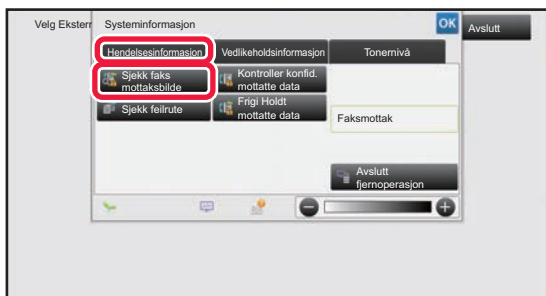 Velg Ekstern
Systeminformasjon
OK
Avslutt
Hendelsesinformasjon
Vedlikeholdsinformasjon
Tonernivå
Sjekk faks
mottaksbilde
Kontroller konfid.
mottatte data
Sjekk feilrute
Frigi Holdt
mottatte data
Faksmottak
Avslutt
fjernoperasjon